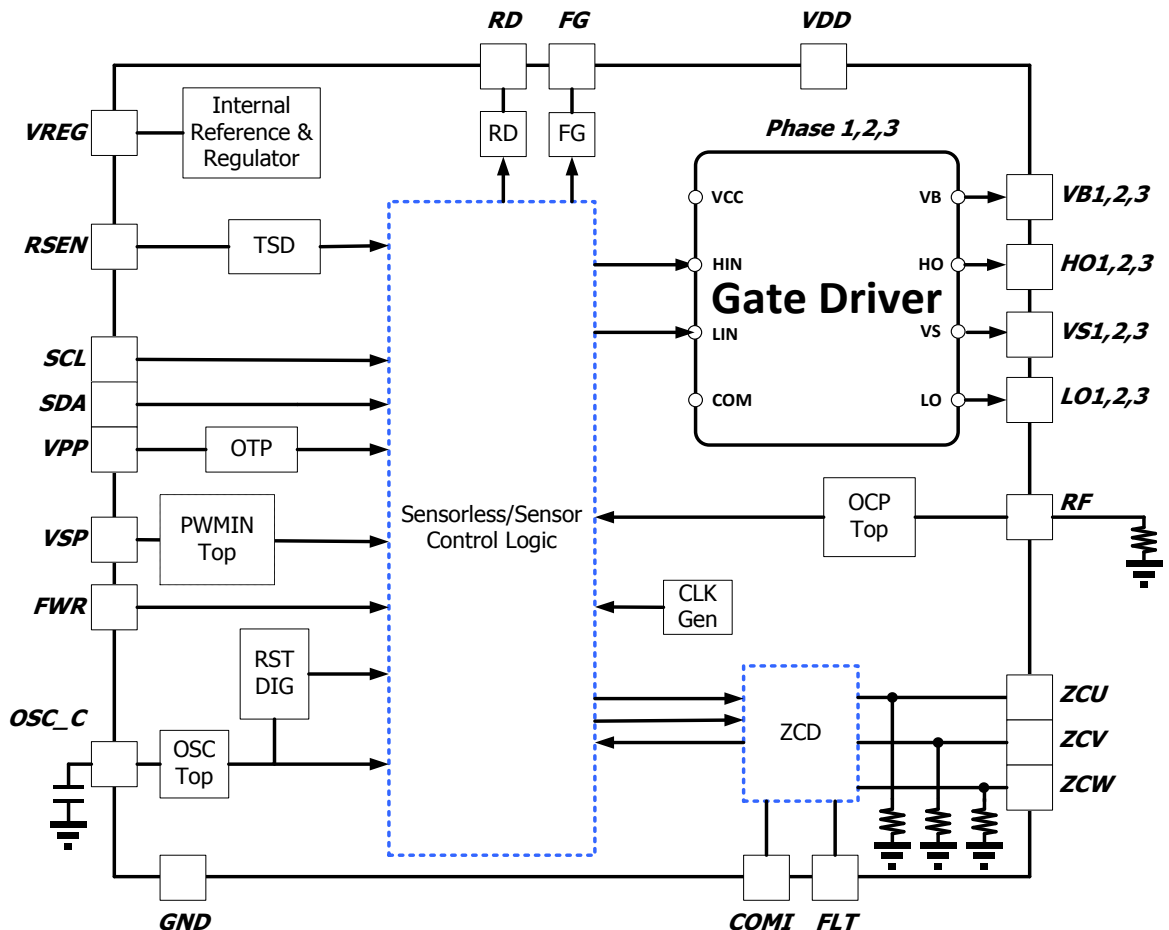 RD
FG
VDD
VREG
Internal
Reference &
Regulator
RD
FG
Phase 1,2,3
VCC
VB
VB1,2,3
RSEN
TSD
HIN
HO
HO1,2,3
Gate Driver
LIN
VS
VS1,2,3
SCL
SDA
COM
LO
LO1,2,3
VPP
OTP
VSP
PWMIN
Top
Sensorless/Sensor
Control Logic
OCP
Top
RF
FWR
CLK
Gen
RST
DIG
OSC_C
OSC
Top
ZCD
ZCU
ZCV
ZCW
GND
COMI
FLT